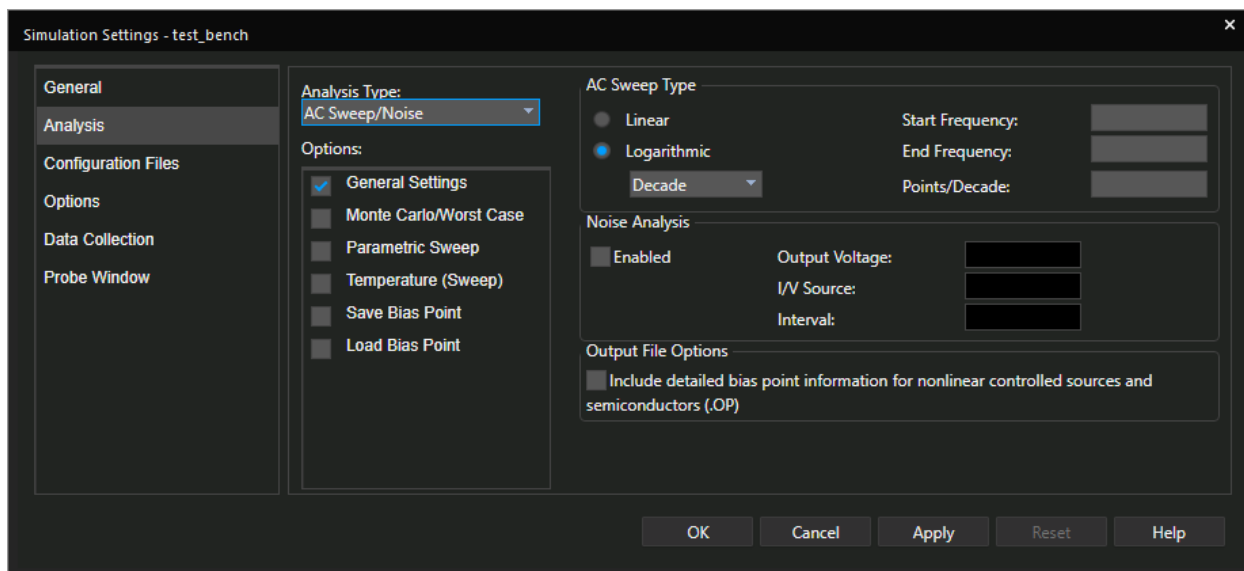 Simulation Settings - test_bench
General
Analysis
Configuration Files
Options
Data Collection
Probe Window
Analysis Type:
AC Sweep/Noise
Options:
General Settings
Monte Carlo/Worst Case
Parametric Sweep
Temperature (Sweep)
Save Bias Point
Load Bias Point
AC Sweep Type
Linear
Logarithmic
Decade
Start Frequency:
End Frequency:
Points/Decade:
Noise Analysis
Enabled
Output Voltage:
I/V Source:
Interval:
Output File Options
Include detailed bias point information for nonlinear controlled sources and
semiconductors (.OP)
OK
Cancel
Apply
Reset
Help